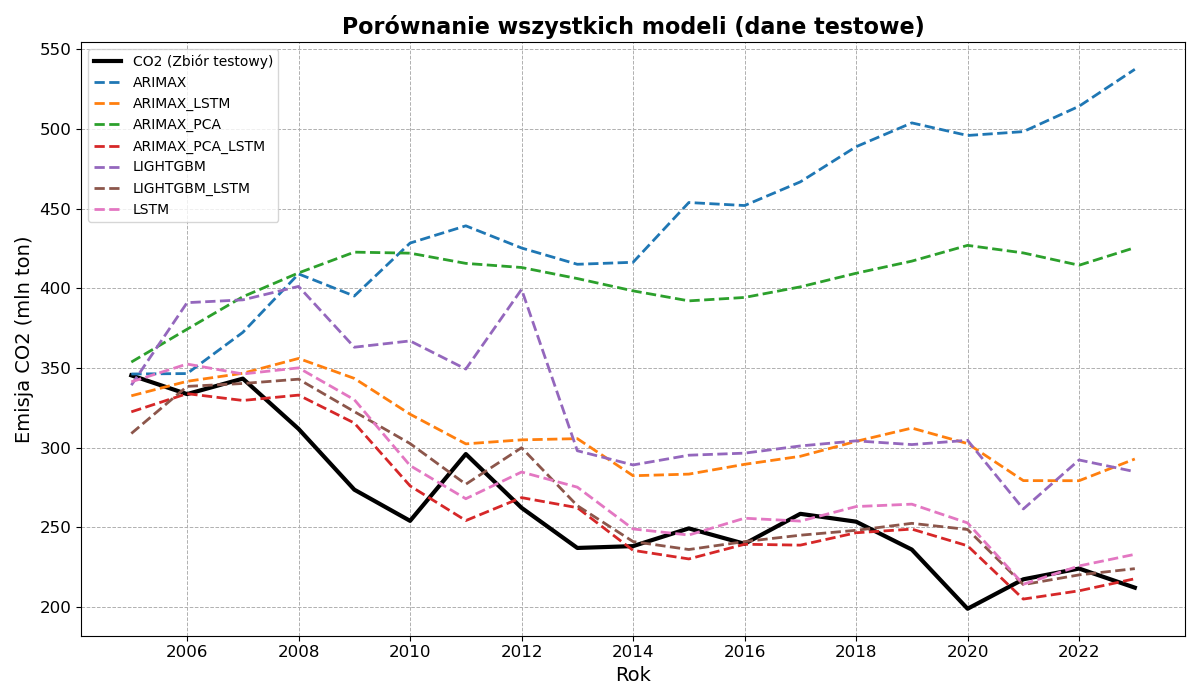 Porównanie wszystkich modeli (dane testowe)
CO2 (Zbiór testowy)
ARIMAX
ARIMAX_LSTM
ARIMAX_PCA
ARIMAX_PCA_LSTM
LIGHTGBM
LIGHTGBM_LSTM
LSTM
Emisja CO2 (mln ton)
550
500
450
400
350
300
250
200
2006 2008 2010 2012 2014 2016 2018 2020 2022
Rok